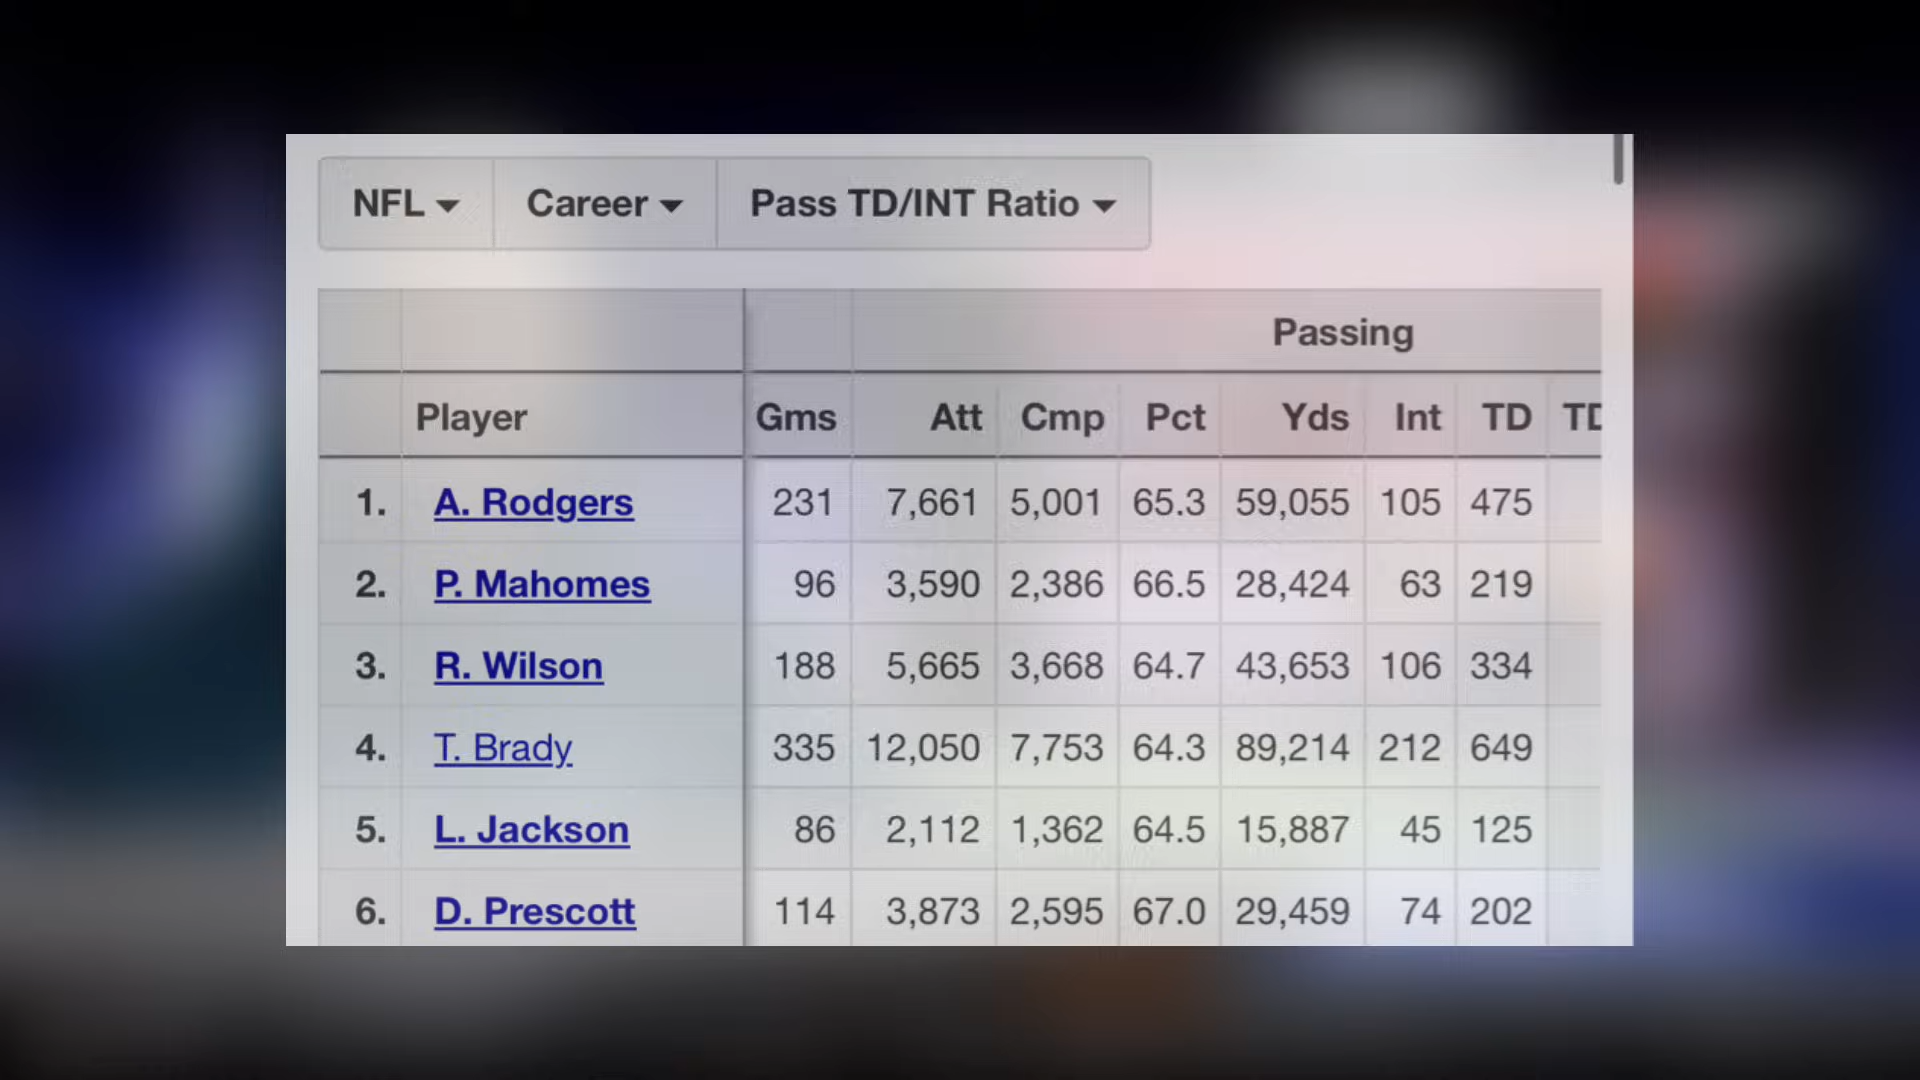 NFL Career Pass TD/INT Ratio
Passing
Player Gms Att Cmp Pct Yds Int TD TD
1. A. Rodgers 231 7,661 5,001 65.3 59,055 105 475
2. P. Mahomes 96 3,590 2,386 66.5 28,424 63 219
3. R. Wilson 188 5,665 3,668 64.7 43,653 106 334
4. T. Brady 335 12,050 7,753 64.3 89,214 212 649
5. L. Jackson 86 2,112 1,362 64.5 15,887 45 125
6. D. Prescott 114 3,873 2,595 67.0 29,459 74 202